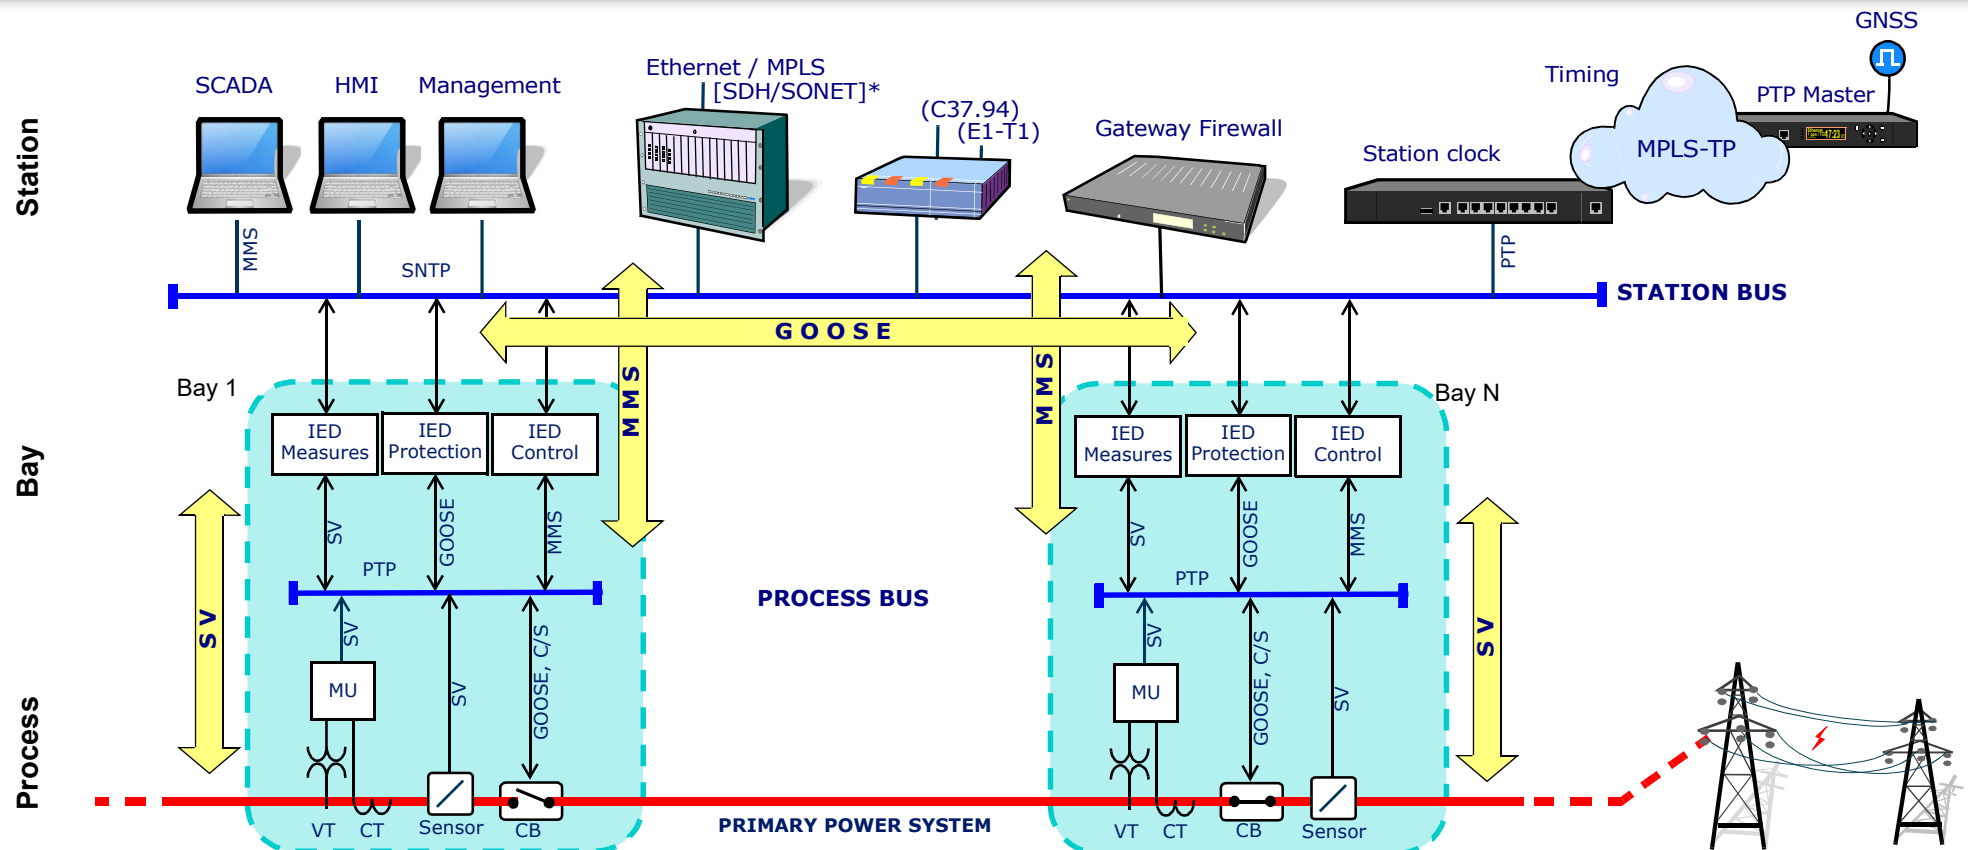 GNSS
SCADA
HMI
Management
Ethernet / MPLS
[SDH/SONET]*
(C37.94)
(E1-T1)
Gateway Firewall
Station clock
Timing
PTP Master
MPLS-TP
Station
MMS
SNTP
PTP
STATION BUS
GOOSE
MMS
MMS
Bay 1
Bay N
Bay
IED
Measures
IED
Protection
IED
Control
IED
Measures
IED
Protection
IED
Control
SV
GOOSE
MMS
SV
GOOSE
MMS
PTP
PTP
PROCESS BUS
SV
SV
SV
SV
GOOSE, C/S
SV
GOOSE, C/S
SV
MU
MU
Process
VT
CT
Sensor
CB
PRIMARY POWER SYSTEM
VT
CT
CB
Sensor